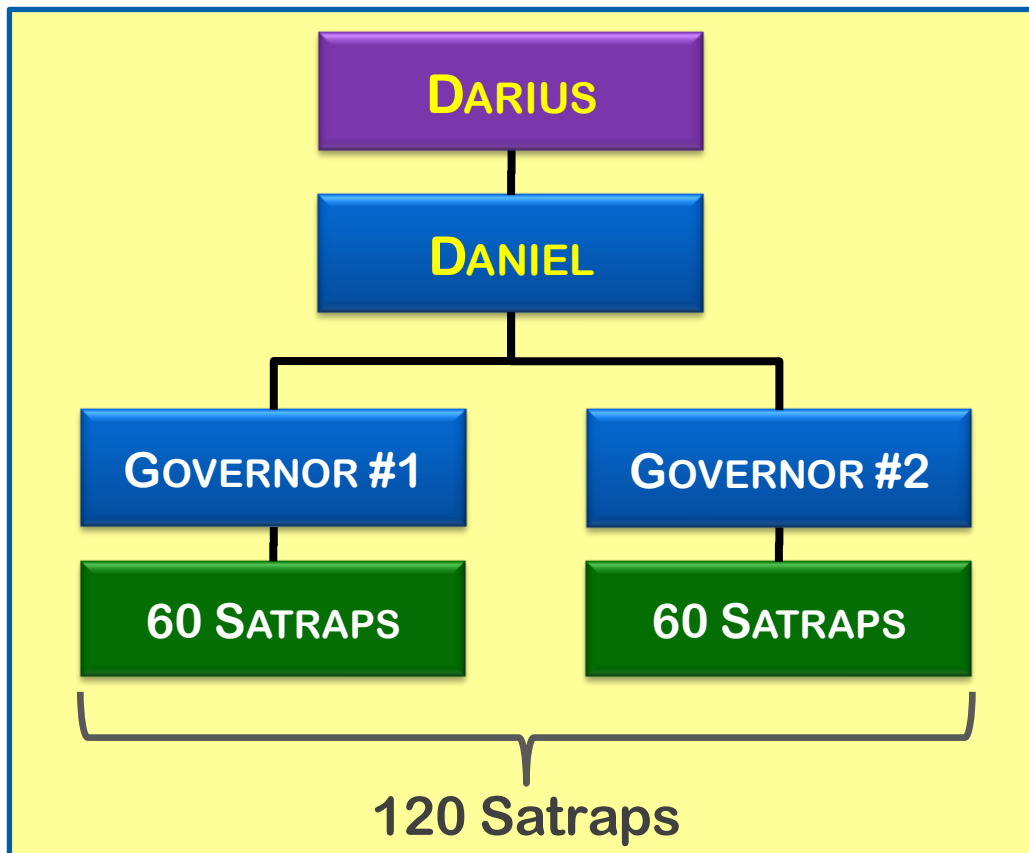 DARIUS
DANIEL
GOVERNOR #1
GOVERNOR #2
60 SATRAPS
60 SATRAPS
120 Satraps